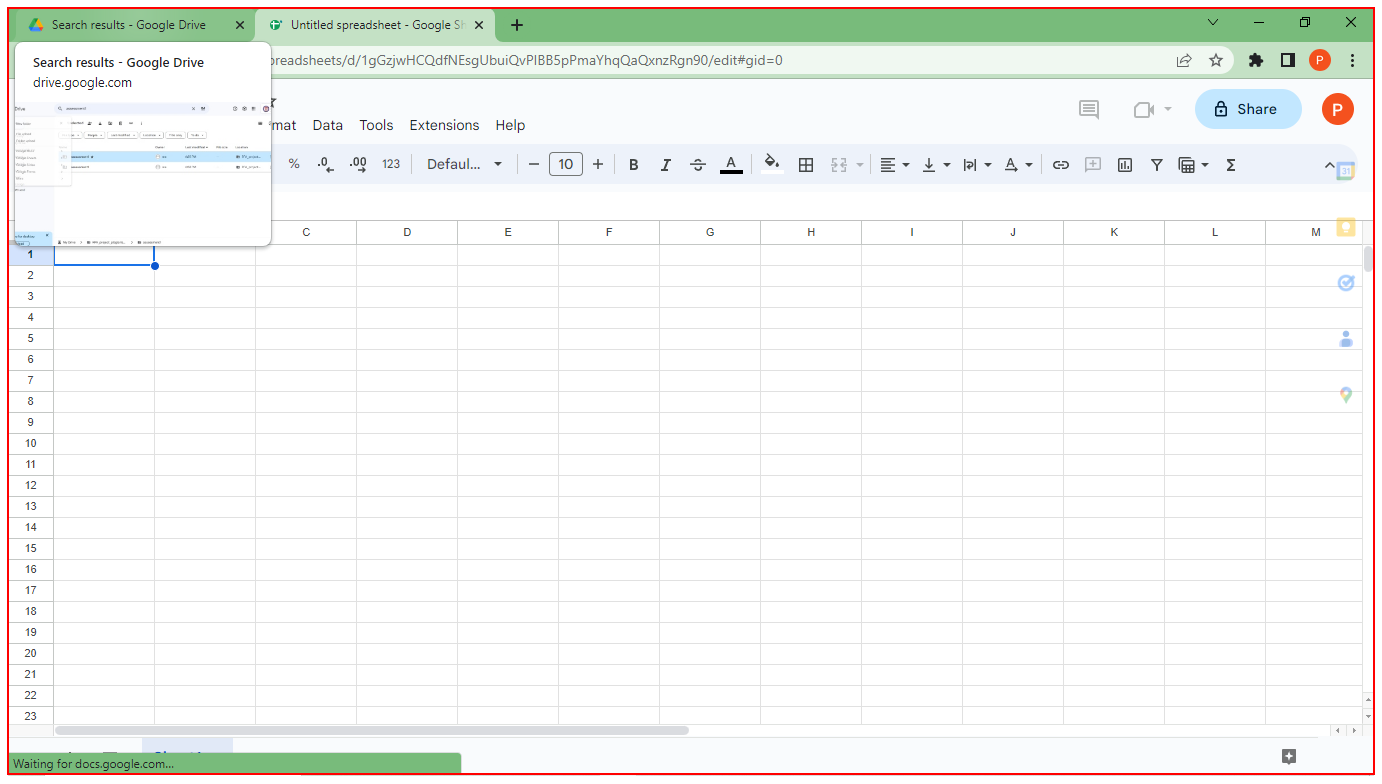 Search results - Google Drive
Untitled spreadsheet - Google Sh
Search results - Google Drive
drive.google.com
preadsheets/d/1gGzjwHCQdfNEsgUbuiQvPIBB5pPmaYhqQaQxnzRgn90/edit#gid=0
P
mat Data Tools Extensions Help
Share
P
% .0 .00 123 Defaul... 10 B I S A
31
C D E F G H I J K L M
1
2
3
4
5
6
7
8
9
10
11
12
13
14
15
16
17
18
19
20
21
22
23
Waiting for docs.google.com...